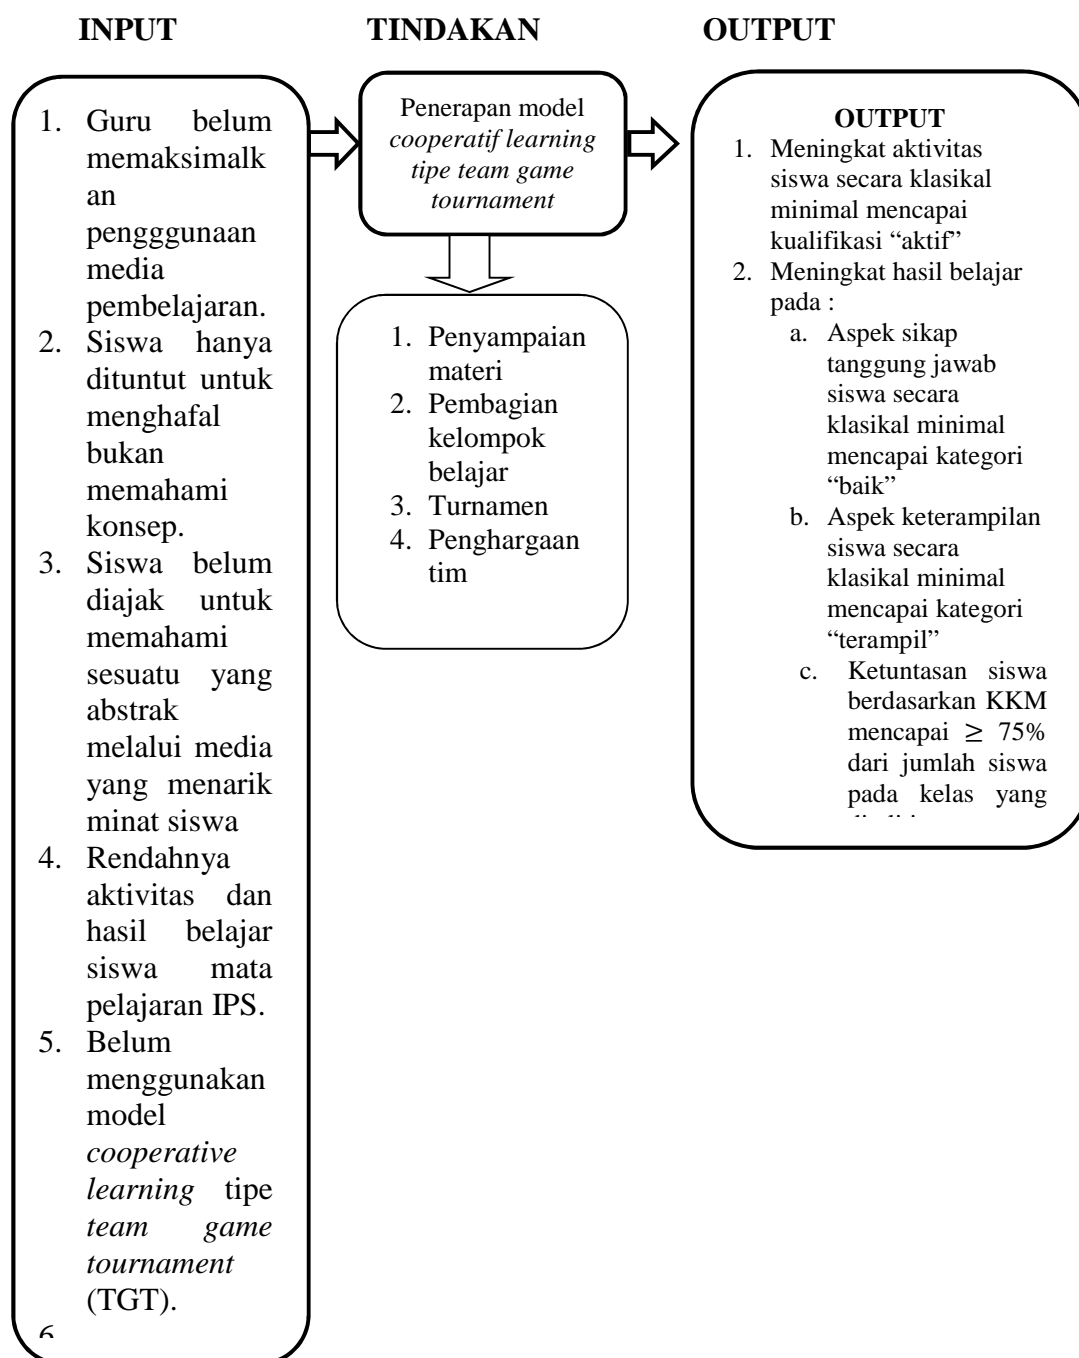 INPUT
TINDAKAN
OUTPUT
1. Guru belum
memaksimalk
an
pengggunaan
media
pembelajaran.
2. Siswa hanya
dituntut untuk
menghafal
bukan
memahami
konsep.
3. Siswa belum
diajak untuk
memahami
sesuatu yang
abstrak
melalui media
yang menarik
minat siswa
4. Rendahnya
aktivitas dan
hasil belajar
siswa mata
pelajaran IPS.
5. Belum
menggunakan
model
cooperative
learning tipe
team game
tournament
(TGT).
6
Penerapan model
cooperatif learning
tipe team game
tournament
1. Penyampaian
materi
2. Pembagian
kelompok
belajar
3. Turnamen
4. Penghargaan
tim
OUTPUT
1. Meningkat aktivitas
siswa secara klasikal
minimal mencapai
kualifikasi “aktif”
2. Meningkat hasil belajar
pada :
a. Aspek sikap
tanggung jawab
siswa secara
klasikal minimal
mencapai kategori
“baik”
b. Aspek keterampilan
siswa secara
klasikal minimal
mencapai kategori
“terampil”
c. Ketuntasan siswa
berdasarkan KKM
mencapai ≥ 75%
dari jumlah siswa
pada kelas yang